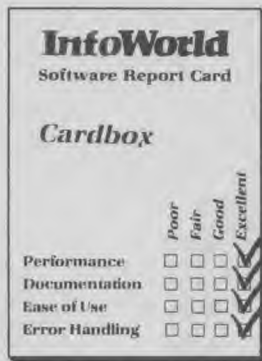 InfoWorld
Software Report Card
Cardbox
Poor Fair Good Excellent
Performance
Documentation
Ease of Use
Error Handling